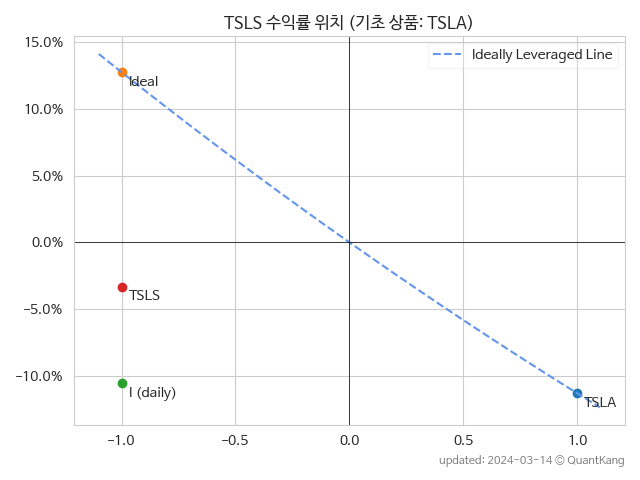 TSLS 수익률 위치 (기초 상품: TSLA)
15.0%
Ideally Leveraged Line
Ideal
10.0%
5.0%
0.0%
TSLS
−5.0%
−10.0%
I (daily)
TSLA
−1.0
−0.5
0.0
0.5
1.0
updated: 2024-03-14 © QuantKang